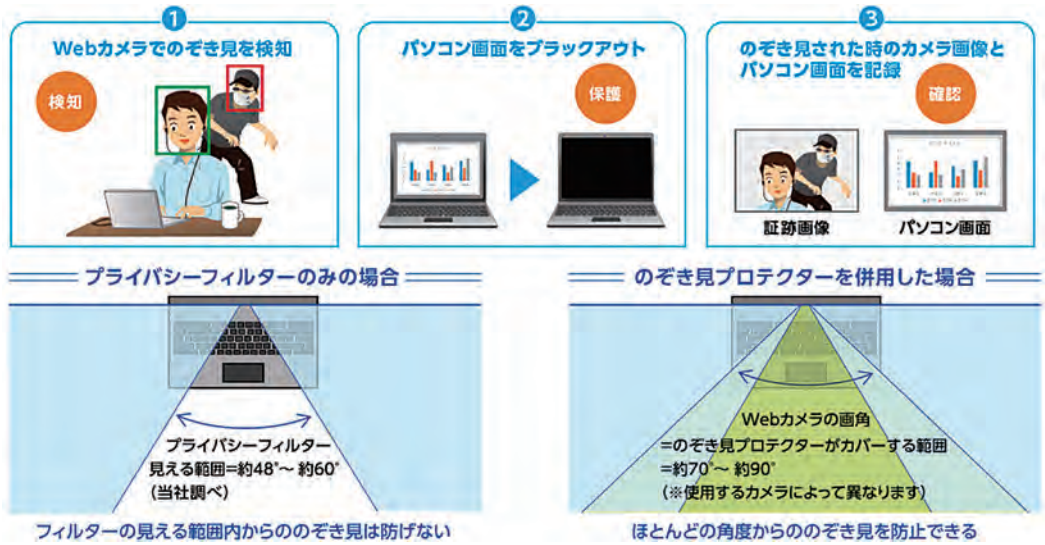 1
Webカメラでのぞき見を検知
検知
2
パソコン画面をブラックアウト
保護
3
のぞき見された時のカメラ画像と
パソコン画面を記録
確認
証跡画像
パソコン画面
プライバシーフィルターのみの場合
プライバシーフィルター
見える範囲=約48°~ 約60°
(当社調べ)
フィルターの見える範囲内からののぞき見は防げない
のぞき見プロテクターを併用した場合
Webカメラの画角
=のぞき見プロテクターがカバーする範囲
=約70°~ 約90°
(※使用するカメラによって異なります)
ほとんどの角度からののぞき見を防止できる